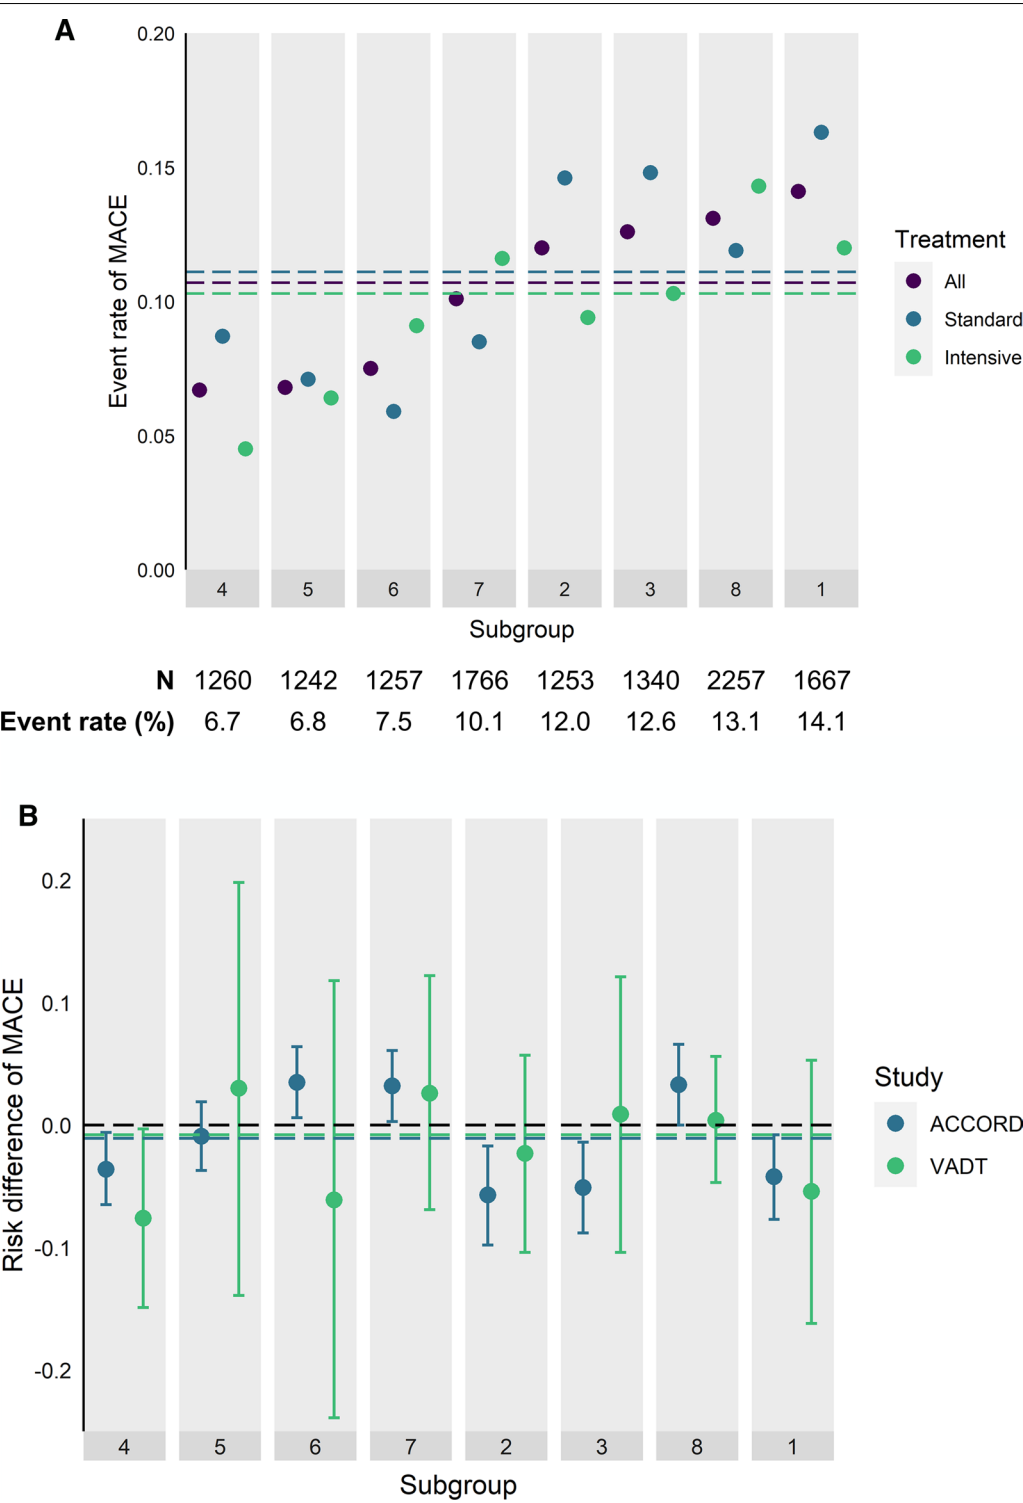 A
0.20
0.15
0.10
0.05
0.00
Event rate of MACE
4 5 6 7 2 3 8 1
Subgroup
Treatment
All
Standard
Intensive
N 1260 1242 1257 1766 1253 1340 2257 1667
Event rate (%) 6.7 6.8 7.5 10.1 12.0 12.6 13.1 14.1
B
0.2
0.1
0.0
-0.1
-0.2
Risk difference of MACE
4 5 6 7 2 3 8 1
Subgroup
Study
ACCORD
VADT